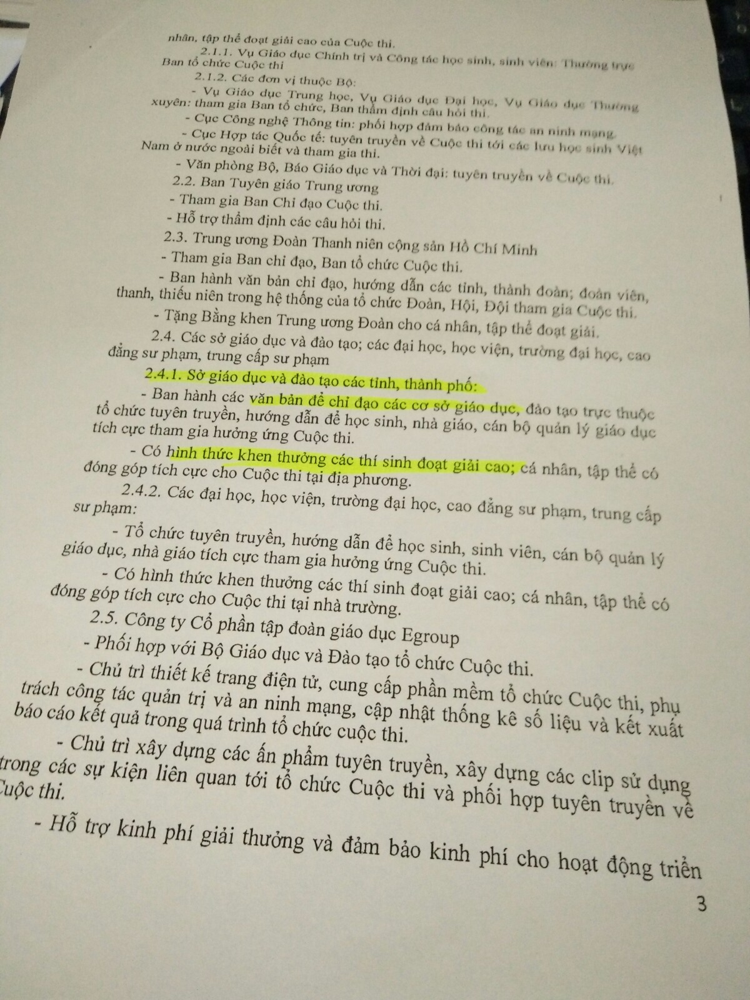 nhân, tập thể đoạt giải cao của Cuộc thi.
2.1.1. Vụ Giáo dục Chính trị và Công tác học sinh, sinh viên: Thường trực
Ban tổ chức Cuộc thi
2.1.2. Các đơn vị thuộc Bộ:
- Vụ Giáo dục Trung học, Vụ Giáo dục Đại học, Vụ Giáo dục Thường
xuyên: tham gia Ban tổ chức, Ban thẩm định câu hỏi thi.
- Cục Công nghệ Thông tin: phối hợp đảm bảo công tác an ninh mạng.
- Cục Hợp tác Quốc tế: tuyên truyền về Cuộc thi tới các lưu học sinh Việt
Nam ở nước ngoài biết và tham gia thi.
- Văn phòng Bộ, Báo Giáo dục và Thời đại: tuyên truyền về Cuộc thi.
2.2. Ban Tuyên giáo Trung ương
- Tham gia Ban Chỉ đạo Cuộc thi.
- Hỗ trợ thẩm định các câu hỏi thi.
2.3. Trung ương Đoàn Thanh niên cộng sản Hồ Chí Minh
- Tham gia Ban chỉ đạo, Ban tổ chức Cuộc thi.
- Ban hành văn bản chỉ đạo, hướng dẫn các tỉnh, thành đoàn; đoàn viên,
thanh, thiếu niên trong hệ thống của tổ chức Đoàn, Hội, Đội tham gia Cuộc thi.
- Tặng Bằng khen Trung ương Đoàn cho cá nhân, tập thể đoạt giải.
2.4. Các sở giáo dục và đào tạo; các đại học, học viện, trường đại học, cao
đẳng sư phạm, trung cấp sư phạm
2.4.1. Sở giáo dục và đào tạo các tỉnh, thành phố:
- Ban hành các văn bản để chỉ đạo các cơ sở giáo dục, đào tạo trực thuộc
tổ chức tuyên truyền, hướng dẫn để học sinh, nhà giáo, cán bộ quản lý giáo dục
tích cực tham gia hưởng ứng Cuộc thi.
- Có hình thức khen thưởng các thí sinh đoạt giải cao; cá nhân, tập thể có
đóng góp tích cực cho Cuộc thi tại địa phương.
2.4.2. Các đại học, học viện, trường đại học, cao đẳng sư phạm, trung cấp
sư phạm:
- Tổ chức tuyên truyền, hướng dẫn để học sinh, sinh viên, cán bộ quản lý
giáo dục, nhà giáo tích cực tham gia hưởng ứng Cuộc thi.
- Có hình thức khen thưởng các thí sinh đoạt giải cao; cá nhân, tập thể có
đóng góp tích cực cho Cuộc thi tại nhà trường.
2.5. Công ty Cổ phần tập đoàn giáo dục Egroup
- Phối hợp với Bộ Giáo dục và Đào tạo tổ chức Cuộc thi.
- Chủ trì thiết kế trang điện tử, cung cấp phần mềm tổ chức Cuộc thi, phụ
trách công tác quản trị và an ninh mạng, cập nhật thống kê số liệu và kết xuất
báo cáo kết quả trong quá trình tổ chức cuộc thi.
- Chủ trì xây dựng các ấn phẩm tuyên truyền, xây dựng các clip sử dụng
trong các sự kiện liên quan tới tổ chức Cuộc thi và phối hợp tuyên truyền về
Cuộc thi.
- Hỗ trợ kinh phí giải thưởng và đảm bảo kinh phí cho hoạt động triển
3